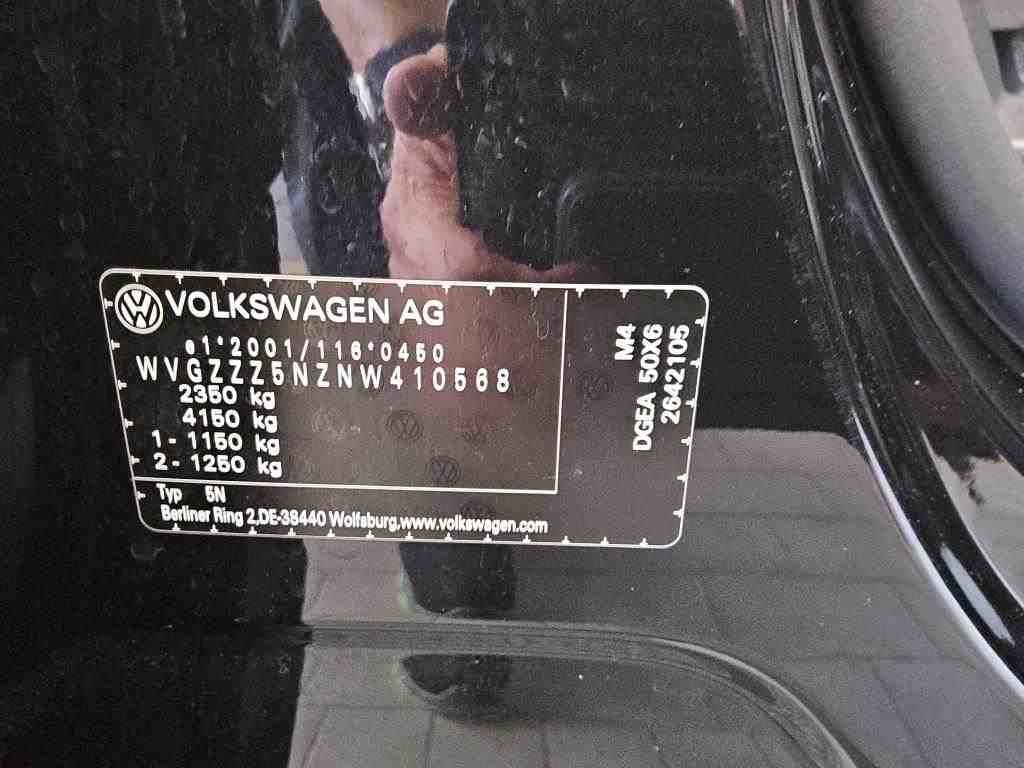 VOLKSWAGEN AG
e1*2001/116*0450
WVGZZZ5NZNW410568
2350 kg
4150 kg
1- 1150 kg
2- 1250 kg
Typ 5N
Berliner Ring 2,DE-38440 Wolfsburg,www.volkswagen.com
M4
DGEA 50X6
2642105